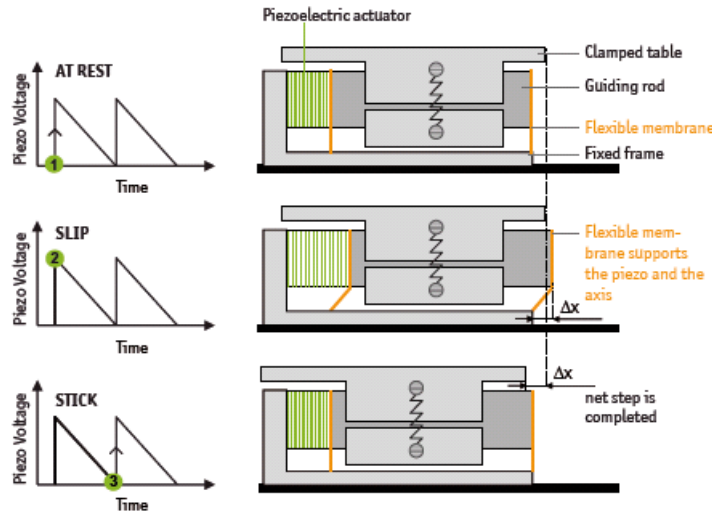 Piezoelectric actuator
AT REST
Piezo Voltage
1
Time
Clamped table
Guiding rod
Flexible membrane
Fixed frame
SLIP
Piezo Voltage
2
Time
Flexible mem-
brane supports
the piezo and the
axis
Δx
STICK
Piezo Voltage
3
Time
Δx
net step is
completed